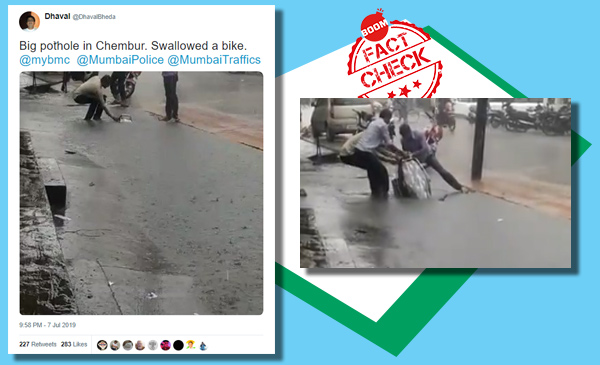 Dhaval @DhavalBheda
Big pothole in Chembur. Swallowed a bike.
@mybmc @MumbaiPolice @MumbaiTraffics
9:58 PM - 7 Jul 2019
227 Retweets 283 Likes
BOOM
FACT
CHECK